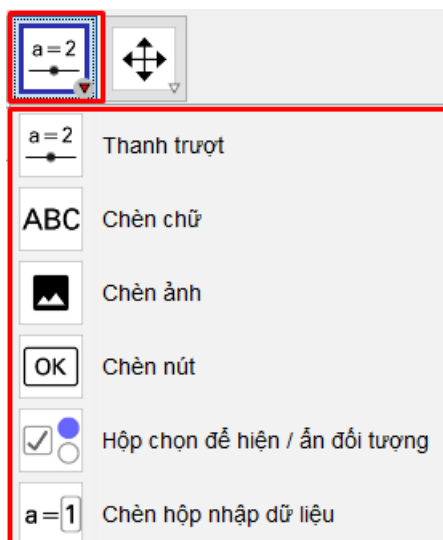 a=2
a=2 Thanh trượt
ABC Chèn chữ
Chèn ảnh
OK Chèn nút
Hộp chọn để hiện / ẩn đối tượng
a=1 Chèn hộp nhập dữ liệu